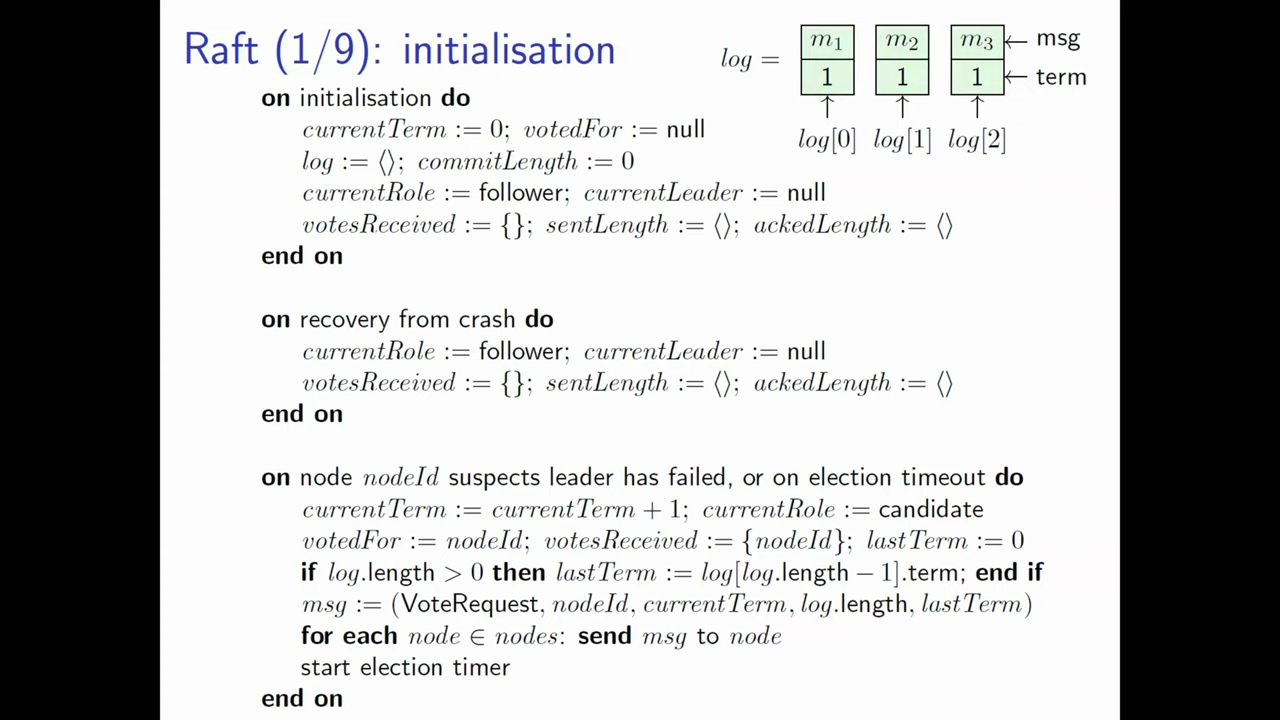 Raft (1/9): initialisation
log =
m₁ m₂ m₃ ← msg
1 1 1 ← term
↑ ↑ ↑
log[0] log[1] log[2]
on initialisation do
currentTerm := 0; votedFor := null
log := ⟨⟩; commitLength := 0
currentRole := follower; currentLeader := null
votesReceived := {}; sentLength := ⟨⟩; ackedLength := ⟨⟩
end on
on recovery from crash do
currentRole := follower; currentLeader := null
votesReceived := {}; sentLength := ⟨⟩; ackedLength := ⟨⟩
end on
on node nodeId suspects leader has failed, or on election timeout do
currentTerm := currentTerm + 1; currentRole := candidate
votedFor := nodeId; votesReceived := {nodeId}; lastTerm := 0
if log.length > 0 then lastTerm := log[log.length − 1].term; end if
msg := (VoteRequest, nodeId, currentTerm, log.length, lastTerm)
for each node ∈ nodes: send msg to node
start election timer
end on